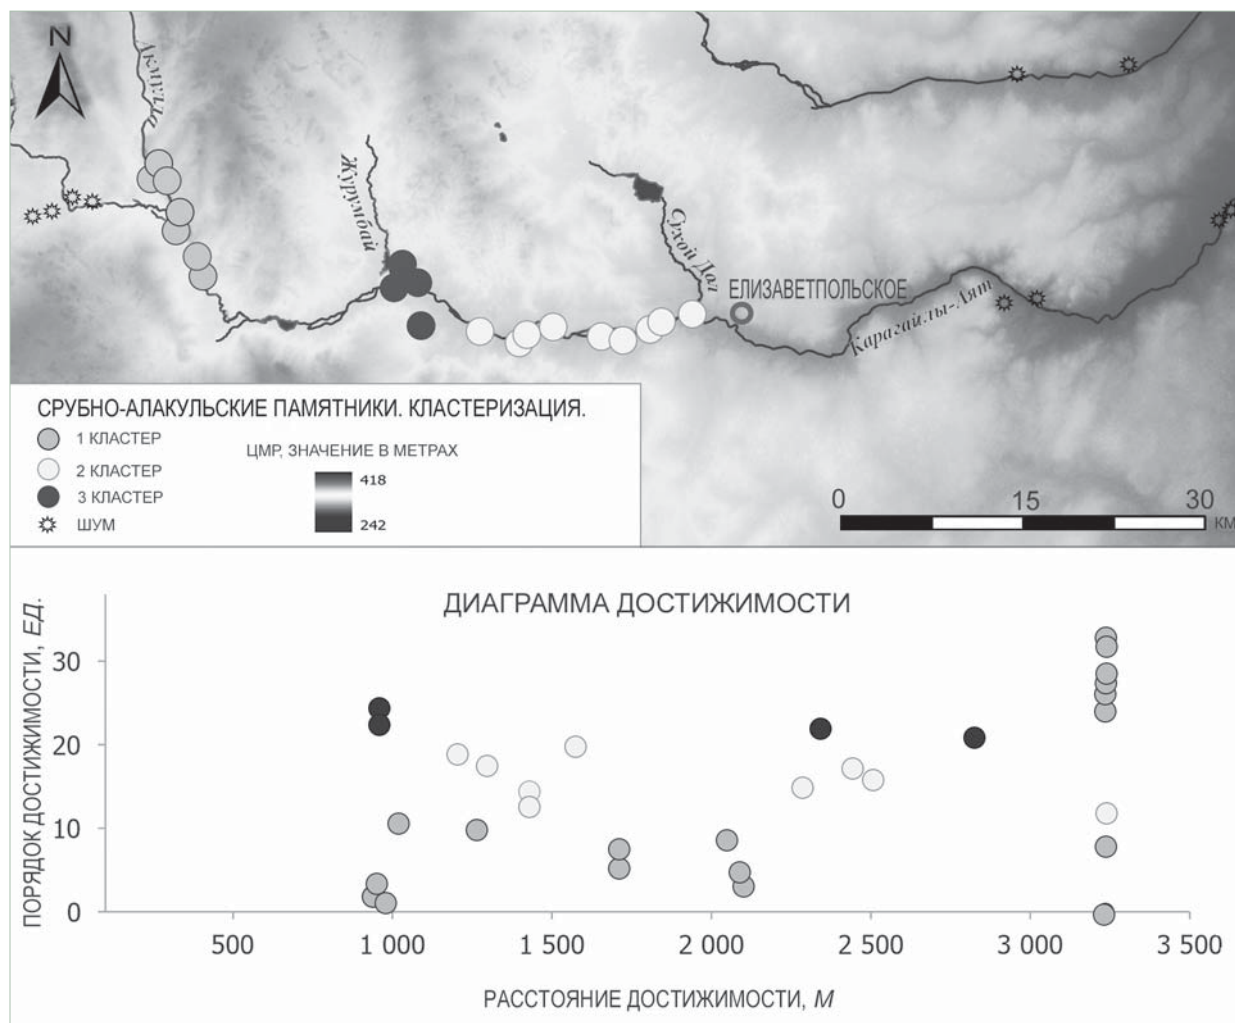 N
Акмулла
Журумбай
Сухой Дол
ЕЛИЗАВЕТПОЛЬСКОЕ
Карагайлы-Аят
СРУБНО-АЛАКУЛЬСКИЕ ПАМЯТНИКИ. КЛАСТЕРИЗАЦИЯ.
1 КЛАСТЕР
2 КЛАСТЕР
3 КЛАСТЕР
ШУМ
ЦМР, ЗНАЧЕНИЕ В МЕТРАХ
418
242
0 15 30
КМ
ДИАГРАММА ДОСТИЖИМОСТИ
ПОРЯДОК ДОСТИЖИМОСТИ, ЕД.
30
20
10
0
500 1 000 1 500 2 000 2 500 3 000 3 500
РАССТОЯНИЕ ДОСТИЖИМОСТИ, М